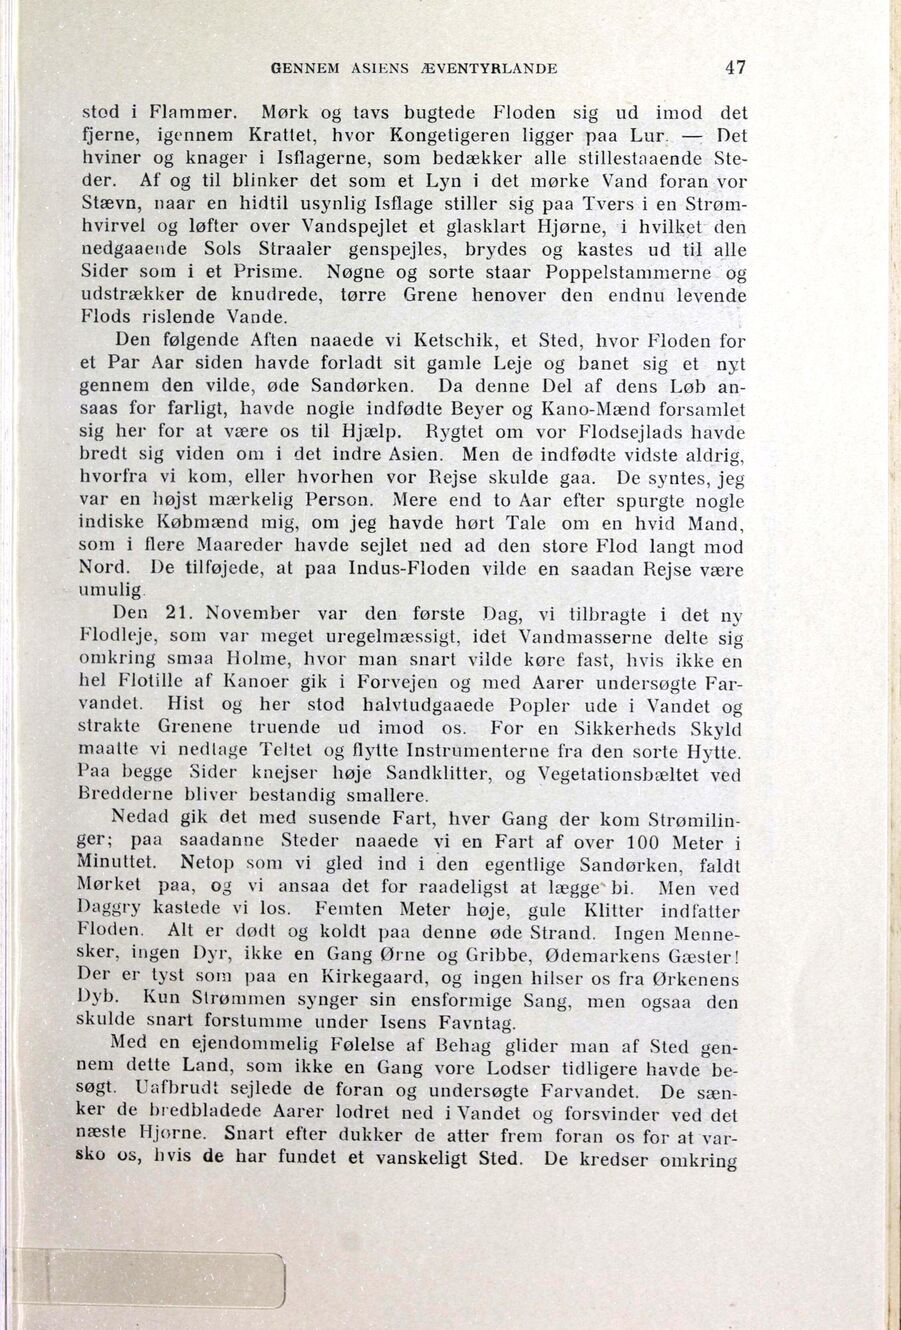 GENNEM ASIENS ÆVENTYRLANDE 47
stod i Flammer. Mørk og tavs bugtede Floden sig ud imod det
fjerne, igennem Krattet, hvor Kongetigeren ligger paa Lur. — Det
hviner og knager i Isflagerne, som bedækker alle stillestaaende Ste-
der. Af og til blinker det som et Lyn i det mørke Vand foran vor
Stævn, naar en hidtil usynlig Isflage stiller sig paa Tvers i en Strøm-
hvirvel og løfter over Vandspejlet et glasklart Hjørne, i hvilket den
nedgaaende Sols Straaler genspejles, brydes og kastes ud til alle
Sider som i et Prisme. Nøgne og sorte staar Poppelstammerne og
udstrækker de knudrede, tørre Grene henover den endnu levende
Flods rislende Vande.
Den følgende Aften naaede vi Ketschik, et Sted, hvor Floden for
et Par Aar siden havde forladt sit gamle Leje og banet sig et nyt
gennem den vilde, øde Sandørken. Da denne Del af dens Løb an-
saas for farligt, havde nogle indfødte Beyer og Kano-Mænd forsamlet
sig her for at være os til Hjælp. Rygtet om vor Flodsejlads havde
bredt sig viden om i det indre Asien. Men de indfødte vidste aldrig,
hvorfra vi kom, eller hvorhen vor Rejse skulde gaa. De syntes, jeg
var en højst mærkelig Person. Mere end to Aar efter spurgte nogle
indiske Købmænd mig, om jeg havde hørt Tale om en hvid Mand,
som i flere Maareder havde sejlet ned ad den store Flod langt mod
Nord. De tilføjede, at paa Indus-Floden vilde en saadan Rejse være
umulig.
Den 21. November var den første Dag, vi tilbragte i det ny
Flodleje, som var meget uregelmæssigt, idet Vandmasserne delte sig
omkring smaa Holme, hvor man snart vilde køre fast, hvis ikke en
hel Flotille af Kanoer gik i Forvejen og med Aarer undersøgte Far-
vandet. Hist og her stod halvtudgaaede Popler ude i Vandet og
strakte Grenene truende ud imod os. For en Sikkerheds Skyld
maatte vi nedtage Teltet og flytte Instrumenterne fra den sorte Hytte.
Paa begge Sider knejser høje Sandklitter, og Vegetationsbæltet ved
Bredderne bliver bestandig smallere.
Nedad gik det med susende Fart, hver Gang der kom Strømilin-
ger; paa saadanne Steder naaede vi en Fart af over 100 Meter i
Minuttet. Netop som vi gled ind i den egentlige Sandørken, faldt
Mørket paa, og vi ansaa det for raadeligst at lægge bi. Men ved
Daggry kastede vi los. Femten Meter høje, gule Klitter indfatter
Floden. Alt er dødt og koldt paa denne øde Strand. Ingen Menne-
sker, ingen Dyr, ikke en Gang Ørne og Gribbe, Ødemarkens Gæster!
Der er tyst som paa en Kirkegaard, og ingen hilser os fra Ørkenens
Dyb. Kun Strømmen synger sin ensformige Sang, men ogsaa den
skulde snart forstumme under Isens Favntag.
Med en ejendommelig Følelse af Behag glider man af Sted gen-
nem dette Land, som ikke en Gang vore Lodser tidligere havde be-
søgt. Uafbrudt sejlede de foran og undersøgte Farvandet. De sæn-
ker de bredbladede Aarer lodret ned i Vandet og forsvinder ved det
næste Hjørne. Snart efter dukker de atter frem foran os for at var-
sko os, hvis de har fundet et vanskeligt Sted. De kredser omkring